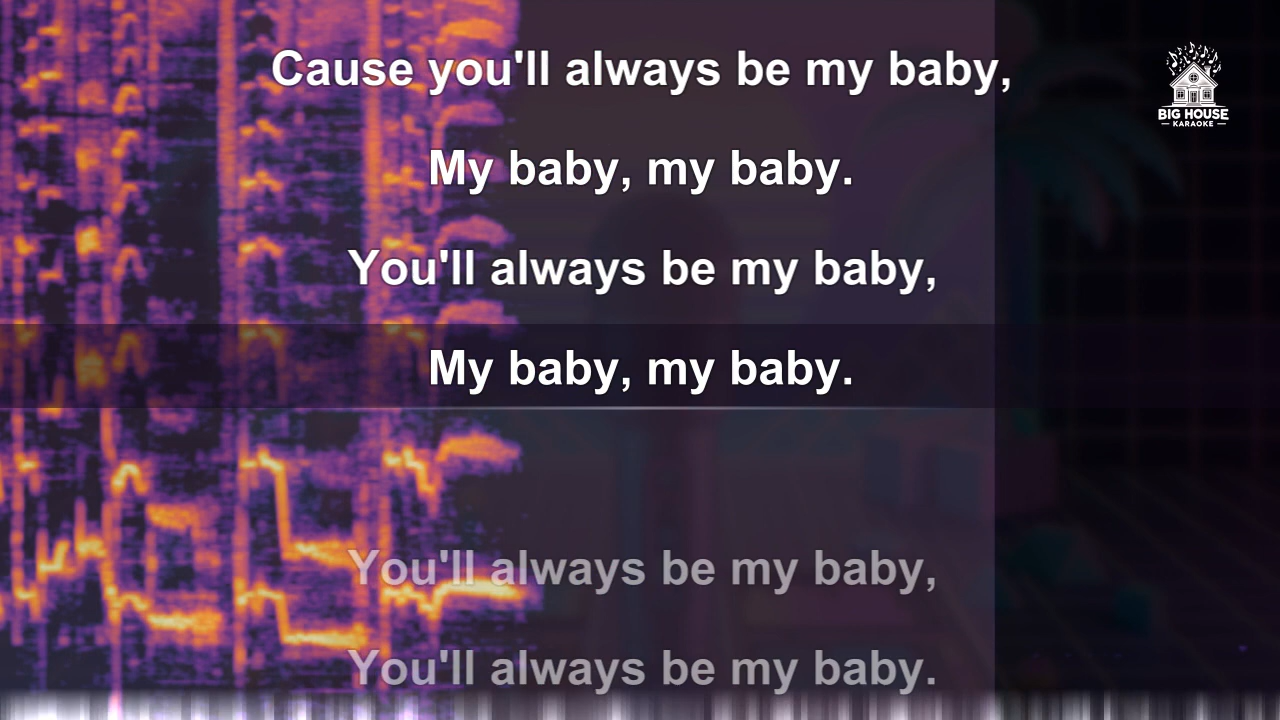 Cause you'll always be my baby,
BIG HOUSE
KARAOKE
My baby, my baby.
You'll always be my baby,
My baby, my baby.
You'll always be my baby,
You'll always be my baby.